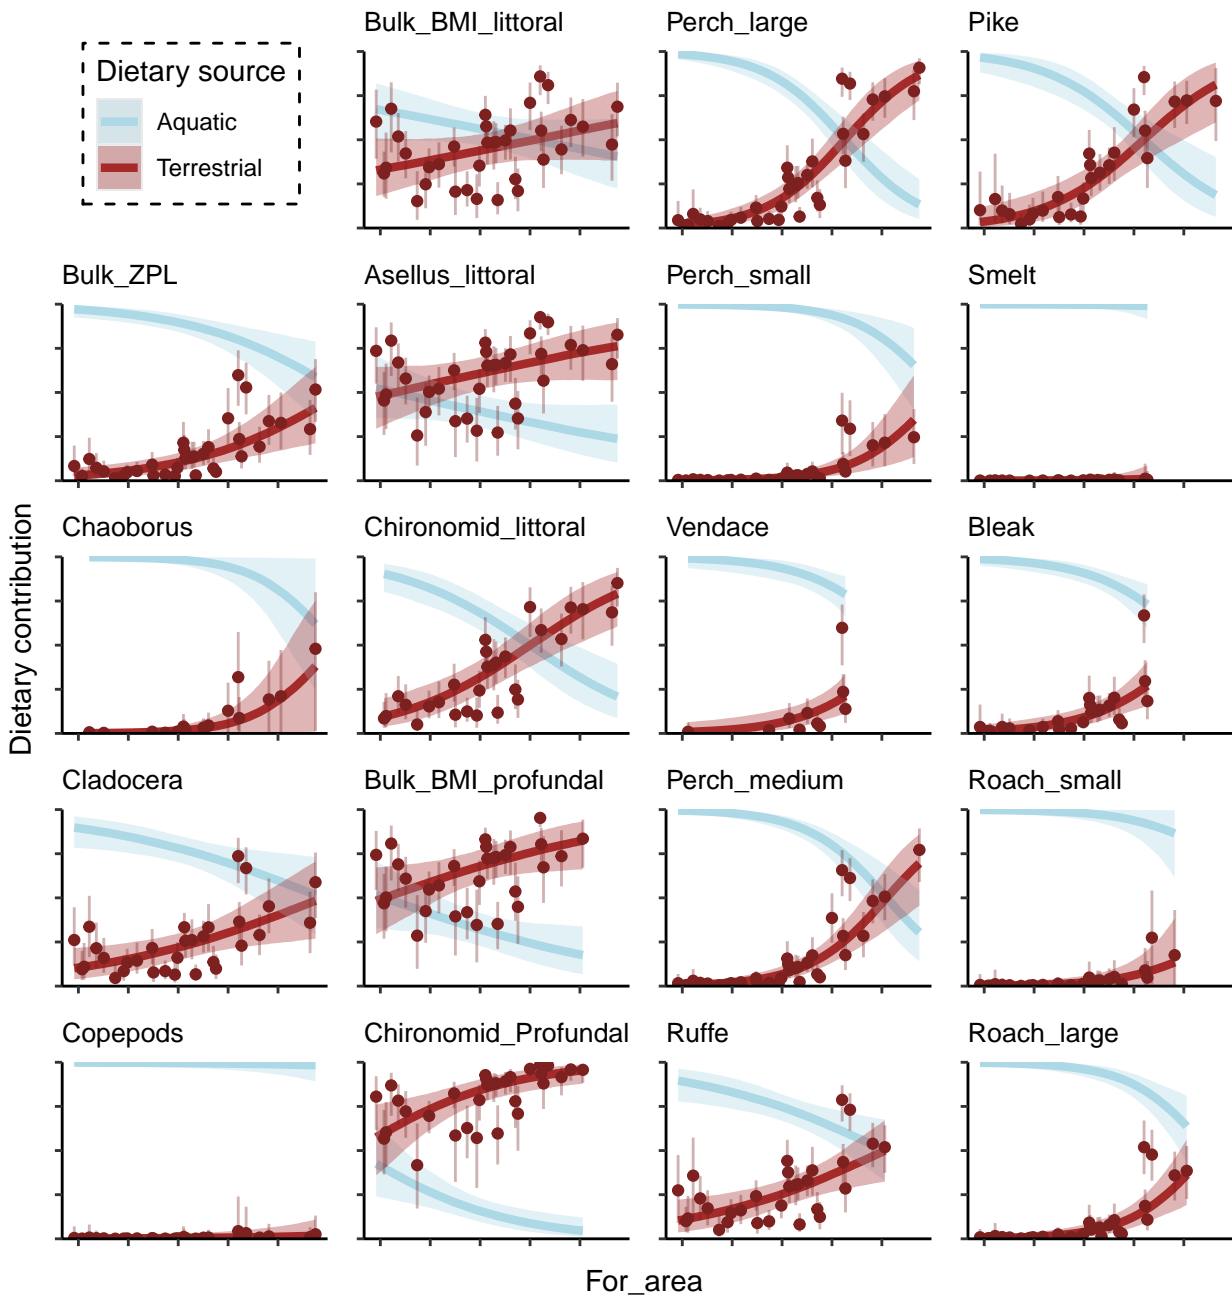 Bulk_BMI_littoral
Perch_large
Pike
Dietary source
Aquatic
Terrestrial
Bulk_ZPL
Asellus_littoral
Perch_small
Smelt
Chaoborus
Chironomid_littoral
Vendace
Bleak
Dietary contribution
Cladocera
Bulk_BMI_profundal
Perch_medium
Roach_small
Copepods
Chironomid_Profundal
Ruffe
Roach_large
For_area